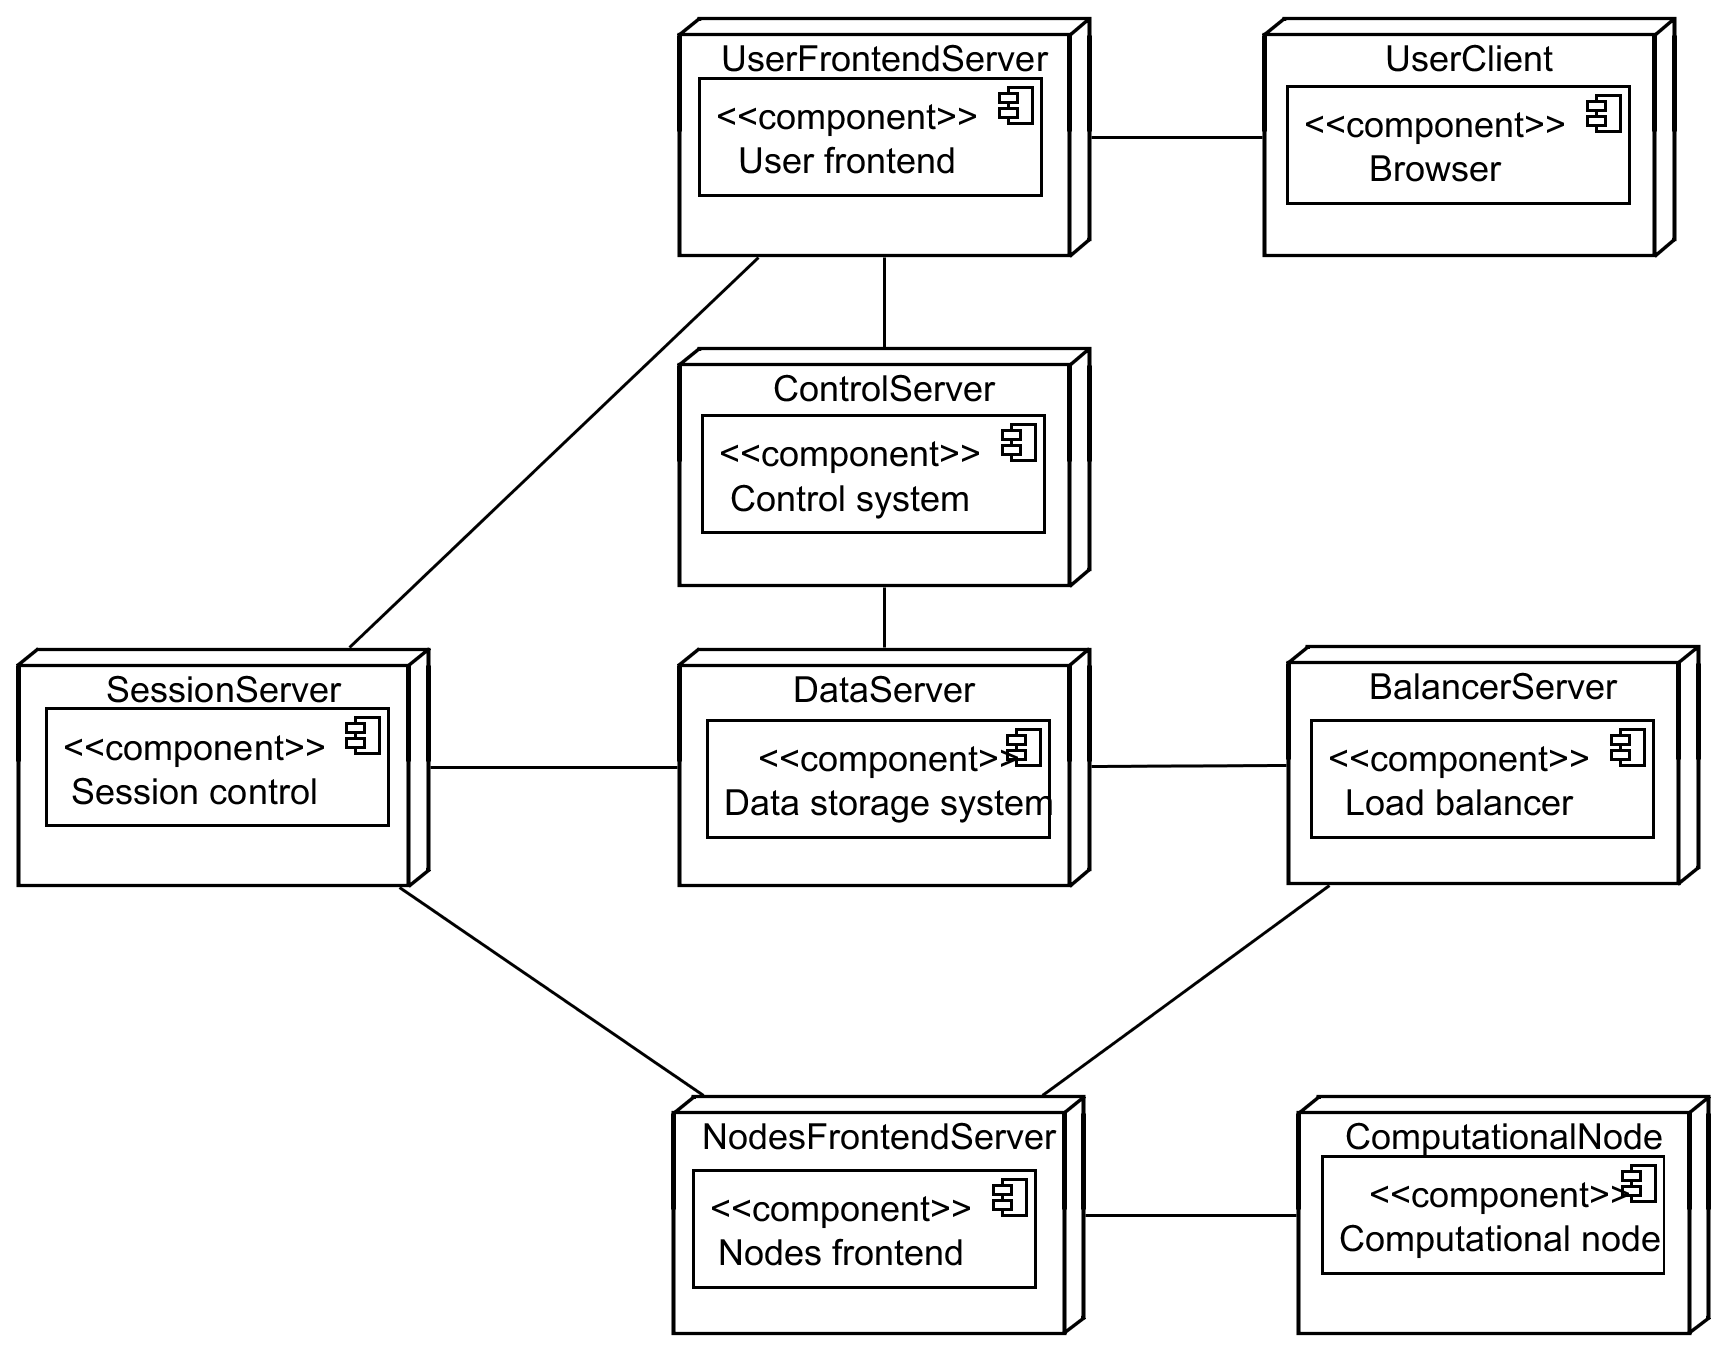 UserFrontendServer
<<component>>
User frontend
UserClient
<<component>>
Browser
ControlServer
<<component>>
Control system
SessionServer
<<component>>
Session control
DataServer
<<component>>
Data storage system
BalancerServer
<<component>>
Load balancer
NodesFrontendServer
<<component>>
Nodes frontend
ComputationalNode
<<component>>
Computational node